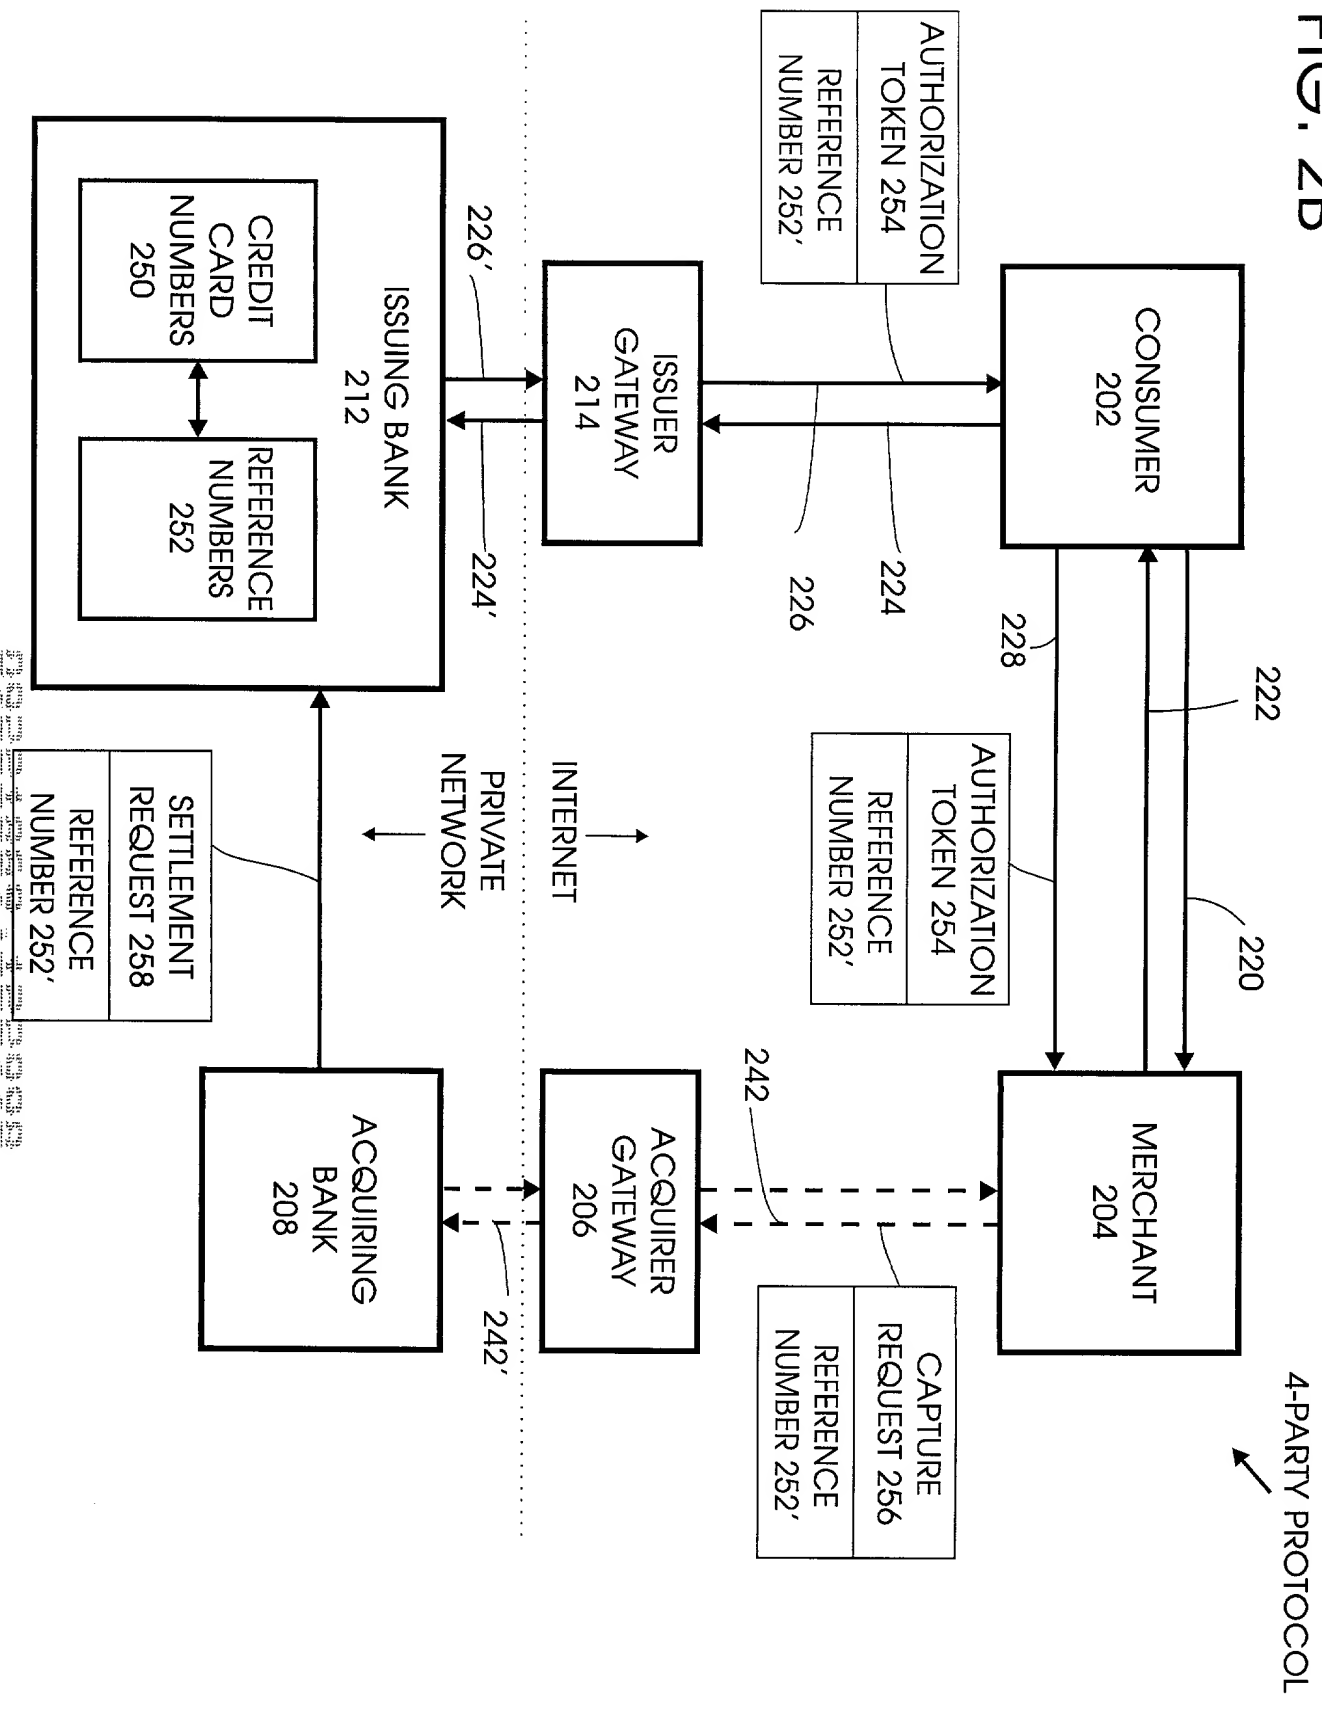 FIG. 2B
4-PARTY PROTOCOL
220
222
CONSUMER
202
MERCHANT
204
228
AUTHORIZATION
TOKEN 254
REFERENCE
NUMBER 252'
224
226
AUTHORIZATION
TOKEN 254
REFERENCE
NUMBER 252'
242
CAPTURE
REQUEST 256
REFERENCE
NUMBER 252'
ISSUER
GATEWAY
214
ACQUIRER
GATEWAY
206
INTERNET
PRIVATE
NETWORK
226'
224'
242'
ISSUING BANK
212
CREDIT
CARD
NUMBERS
250
REFERENCE
NUMBERS
252
ACQUIRING
BANK
208
SETTLEMENT
REQUEST 258
REFERENCE
NUMBER 252'